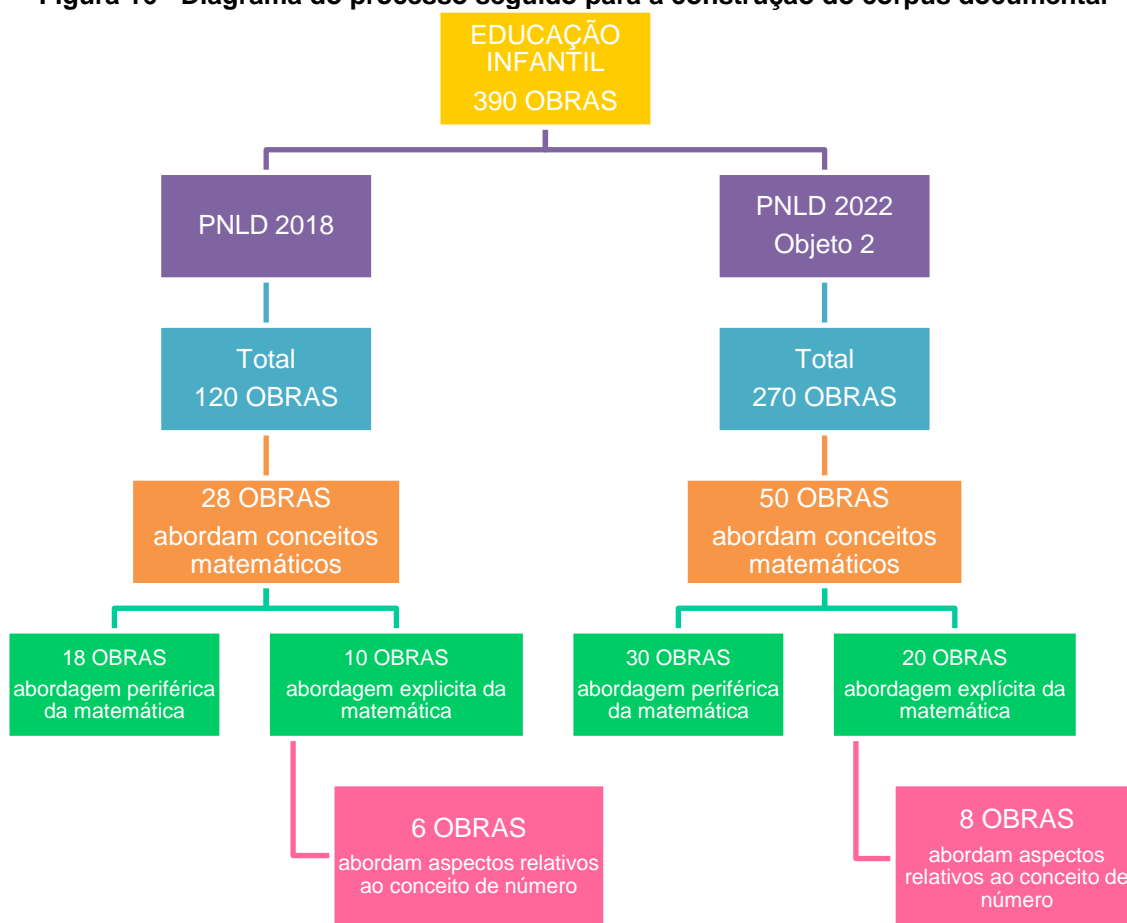 Figura 10 - Diagrama do processo seguido para a construção do corpus documental
EDUCAÇÃO
INFANTIL
390 OBRAS
PNLD 2018
PNLD 2022
Objeto 2
Total
120 OBRAS
Total
270 OBRAS
28 OBRAS
abordam conceitos
matemáticos
50 OBRAS
abordam conceitos
matemáticos
18 OBRAS
abordagem periférica
da matemática
10 OBRAS
abordagem explicita da
matemática
30 OBRAS
abordagem periférica
da matemática
20 OBRAS
abordagem explícita da
matemática
6 OBRAS
abordam aspectos relativos
ao conceito de número
8 OBRAS
abordam aspectos
relativos ao conceito de
número